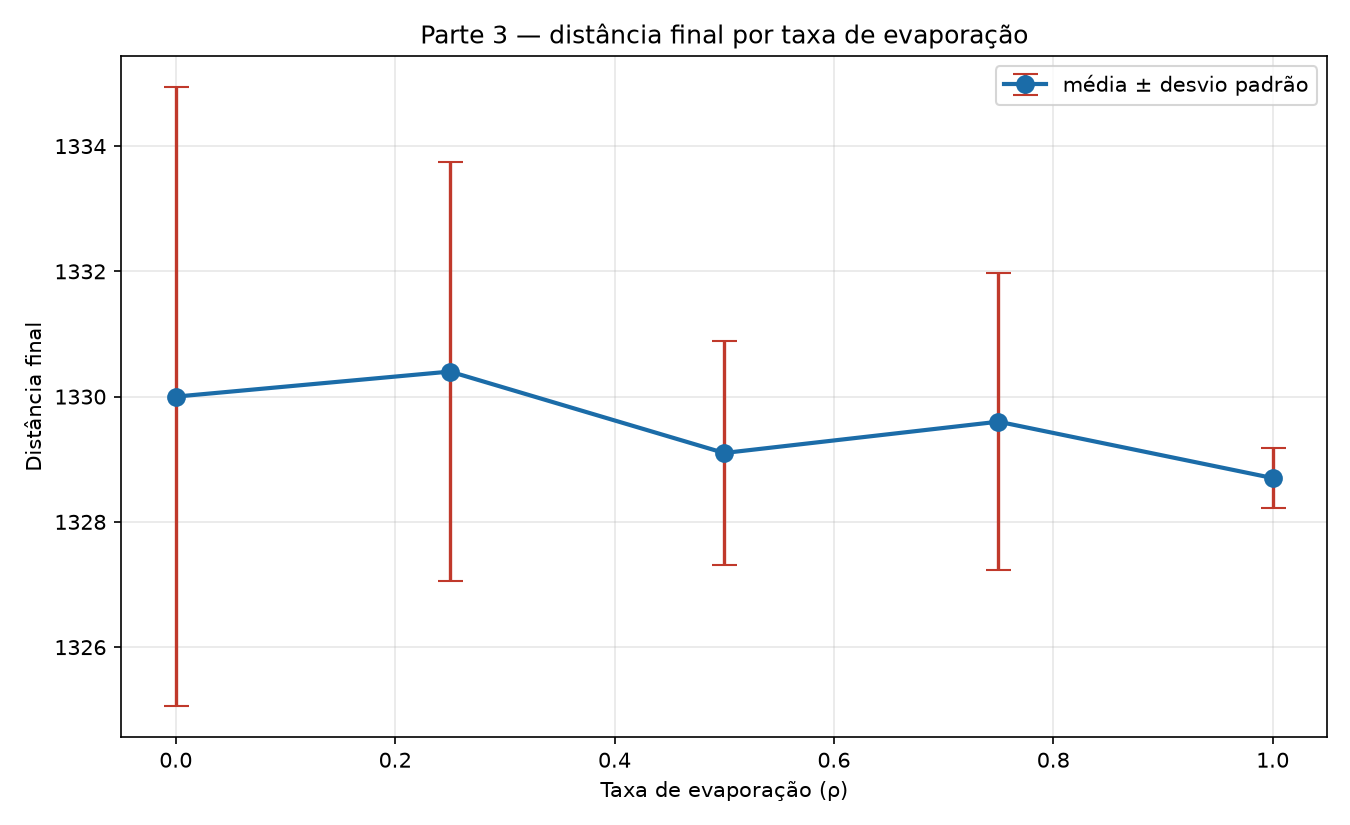 Parte 3 — distância final por taxa de evaporação
média ± desvio padrão
Distância final
1334
1332
1330
1328
1326
0.0 0.2 0.4 0.6 0.8 1.0
Taxa de evaporação (ρ)